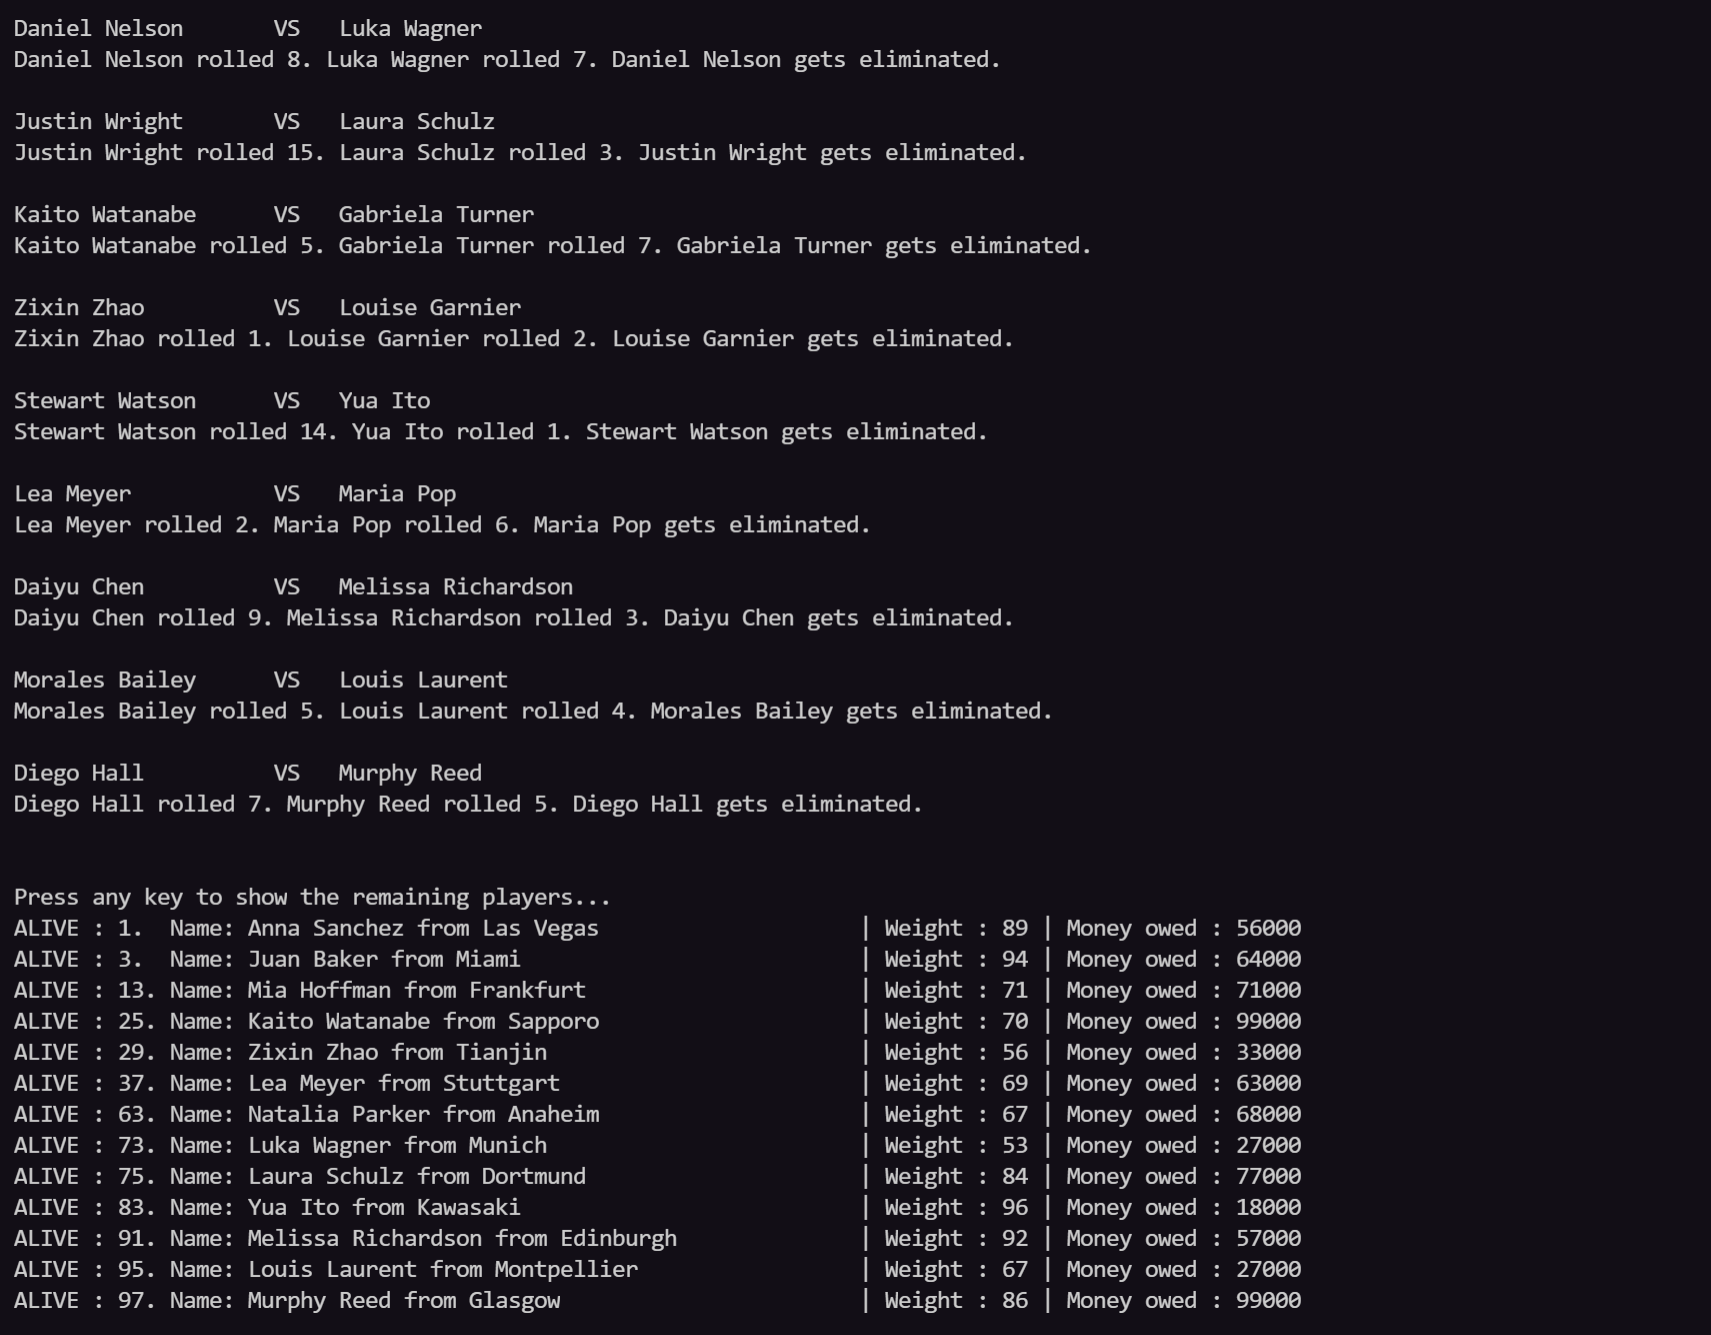 Daniel Nelson       VS   Luka Wagner
Daniel Nelson rolled 8. Luka Wagner rolled 7. Daniel Nelson gets eliminated.
Justin Wright       VS   Laura Schulz
Justin Wright rolled 15. Laura Schulz rolled 3. Justin Wright gets eliminated.
Kaito Watanabe      VS   Gabriela Turner
Kaito Watanabe rolled 5. Gabriela Turner rolled 7. Gabriela Turner gets eliminated.
Zixin Zhao          VS   Louise Garnier
Zixin Zhao rolled 1. Louise Garnier rolled 2. Louise Garnier gets eliminated.
Stewart Watson      VS   Yua Ito
Stewart Watson rolled 14. Yua Ito rolled 1. Stewart Watson gets eliminated.
Lea Meyer           VS   Maria Pop
Lea Meyer rolled 2. Maria Pop rolled 6. Maria Pop gets eliminated.
Daiyu Chen          VS   Melissa Richardson
Daiyu Chen rolled 9. Melissa Richardson rolled 3. Daiyu Chen gets eliminated.
Morales Bailey      VS   Louis Laurent
Morales Bailey rolled 5. Louis Laurent rolled 4. Morales Bailey gets eliminated.
Diego Hall          VS   Murphy Reed
Diego Hall rolled 7. Murphy Reed rolled 5. Diego Hall gets eliminated.
Press any key to show the remaining players...
ALIVE : 1.  Name: Anna Sanchez from Las Vegas                    | Weight : 89 | Money owed : 56000
ALIVE : 3.  Name: Juan Baker from Miami                          | Weight : 94 | Money owed : 64000
ALIVE : 13. Name: Mia Hoffman from Frankfurt                     | Weight : 71 | Money owed : 71000
ALIVE : 25. Name: Kaito Watanabe from Sapporo                    | Weight : 70 | Money owed : 99000
ALIVE : 29. Name: Zixin Zhao from Tianjin                        | Weight : 56 | Money owed : 33000
ALIVE : 37. Name: Lea Meyer from Stuttgart                       | Weight : 69 | Money owed : 63000
ALIVE : 63. Name: Natalia Parker from Anaheim                    | Weight : 67 | Money owed : 68000
ALIVE : 73. Name: Luka Wagner from Munich                        | Weight : 53 | Money owed : 27000
ALIVE : 75. Name: Laura Schulz from Dortmund                     | Weight : 84 | Money owed : 77000
ALIVE : 83. Name: Yua Ito from Kawasaki                          | Weight : 96 | Money owed : 18000
ALIVE : 91. Name: Melissa Richardson from Edinburgh              | Weight : 92 | Money owed : 57000
ALIVE : 95. Name: Louis Laurent from Montpellier                 | Weight : 67 | Money owed : 27000
ALIVE : 97. Name: Murphy Reed from Glasgow                       | Weight : 86 | Money owed : 99000